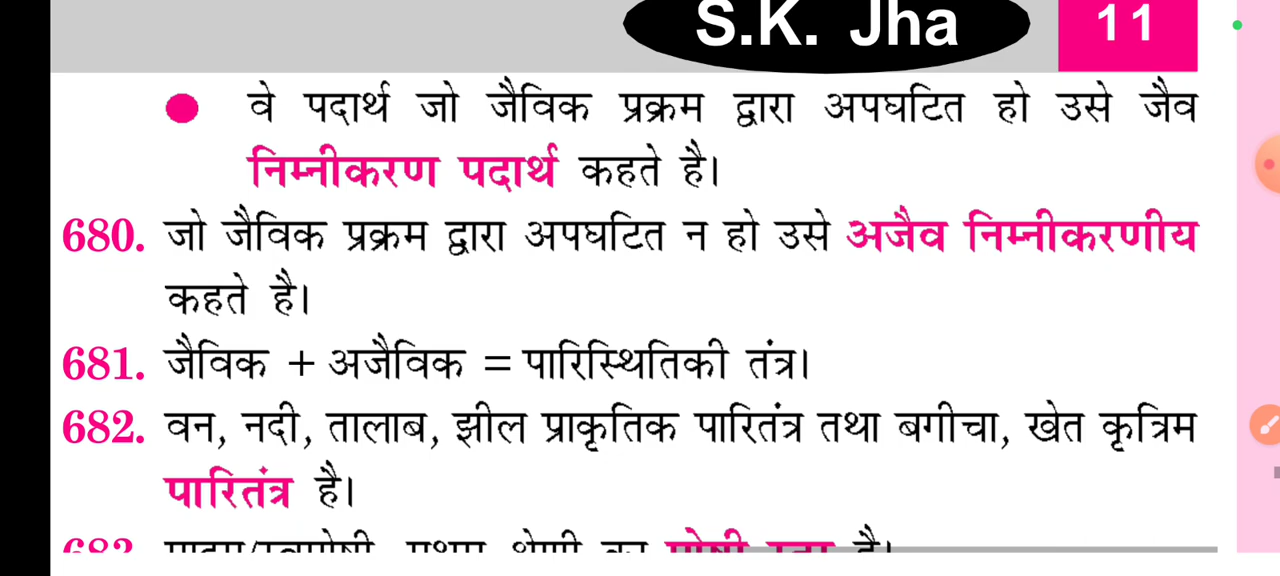 S.K. Jha 11
● वे पदार्थ जो जैविक प्रक्रम द्वारा अपघटित हो उसे जैव
निम्नीकरण पदार्थ कहते है।
680. जो जैविक प्रक्रम द्वारा अपघटित न हो उसे अजैव निम्नीकरणीय
कहते है।
681. जैविक + अजैविक = पारिस्थितिकी तंत्र।
682. वन, नदी, तालाब, झील प्राकृतिक पारितंत्र तथा बगीचा, खेत कृत्रिम
पारितंत्र है।
683. है।